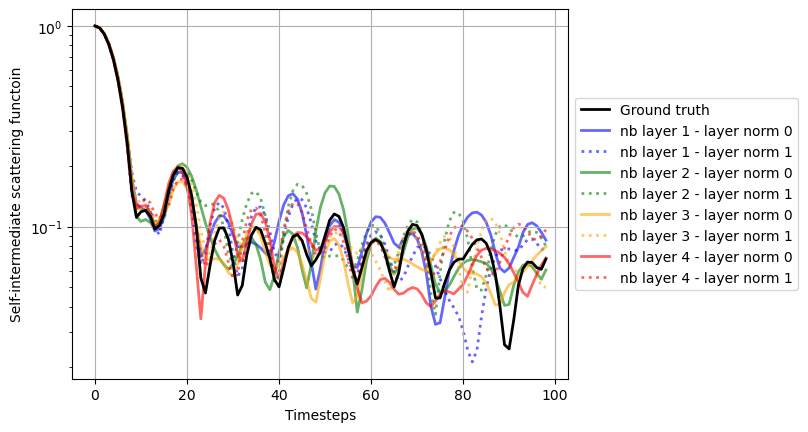 10⁰
10⁻¹
Self-intermediate scattering functoin
0 20 40 60 80 100
Timesteps
Ground truth
nb layer 1 - layer norm 0
nb layer 1 - layer norm 1
nb layer 2 - layer norm 0
nb layer 2 - layer norm 1
nb layer 3 - layer norm 0
nb layer 3 - layer norm 1
nb layer 4 - layer norm 0
nb layer 4 - layer norm 1